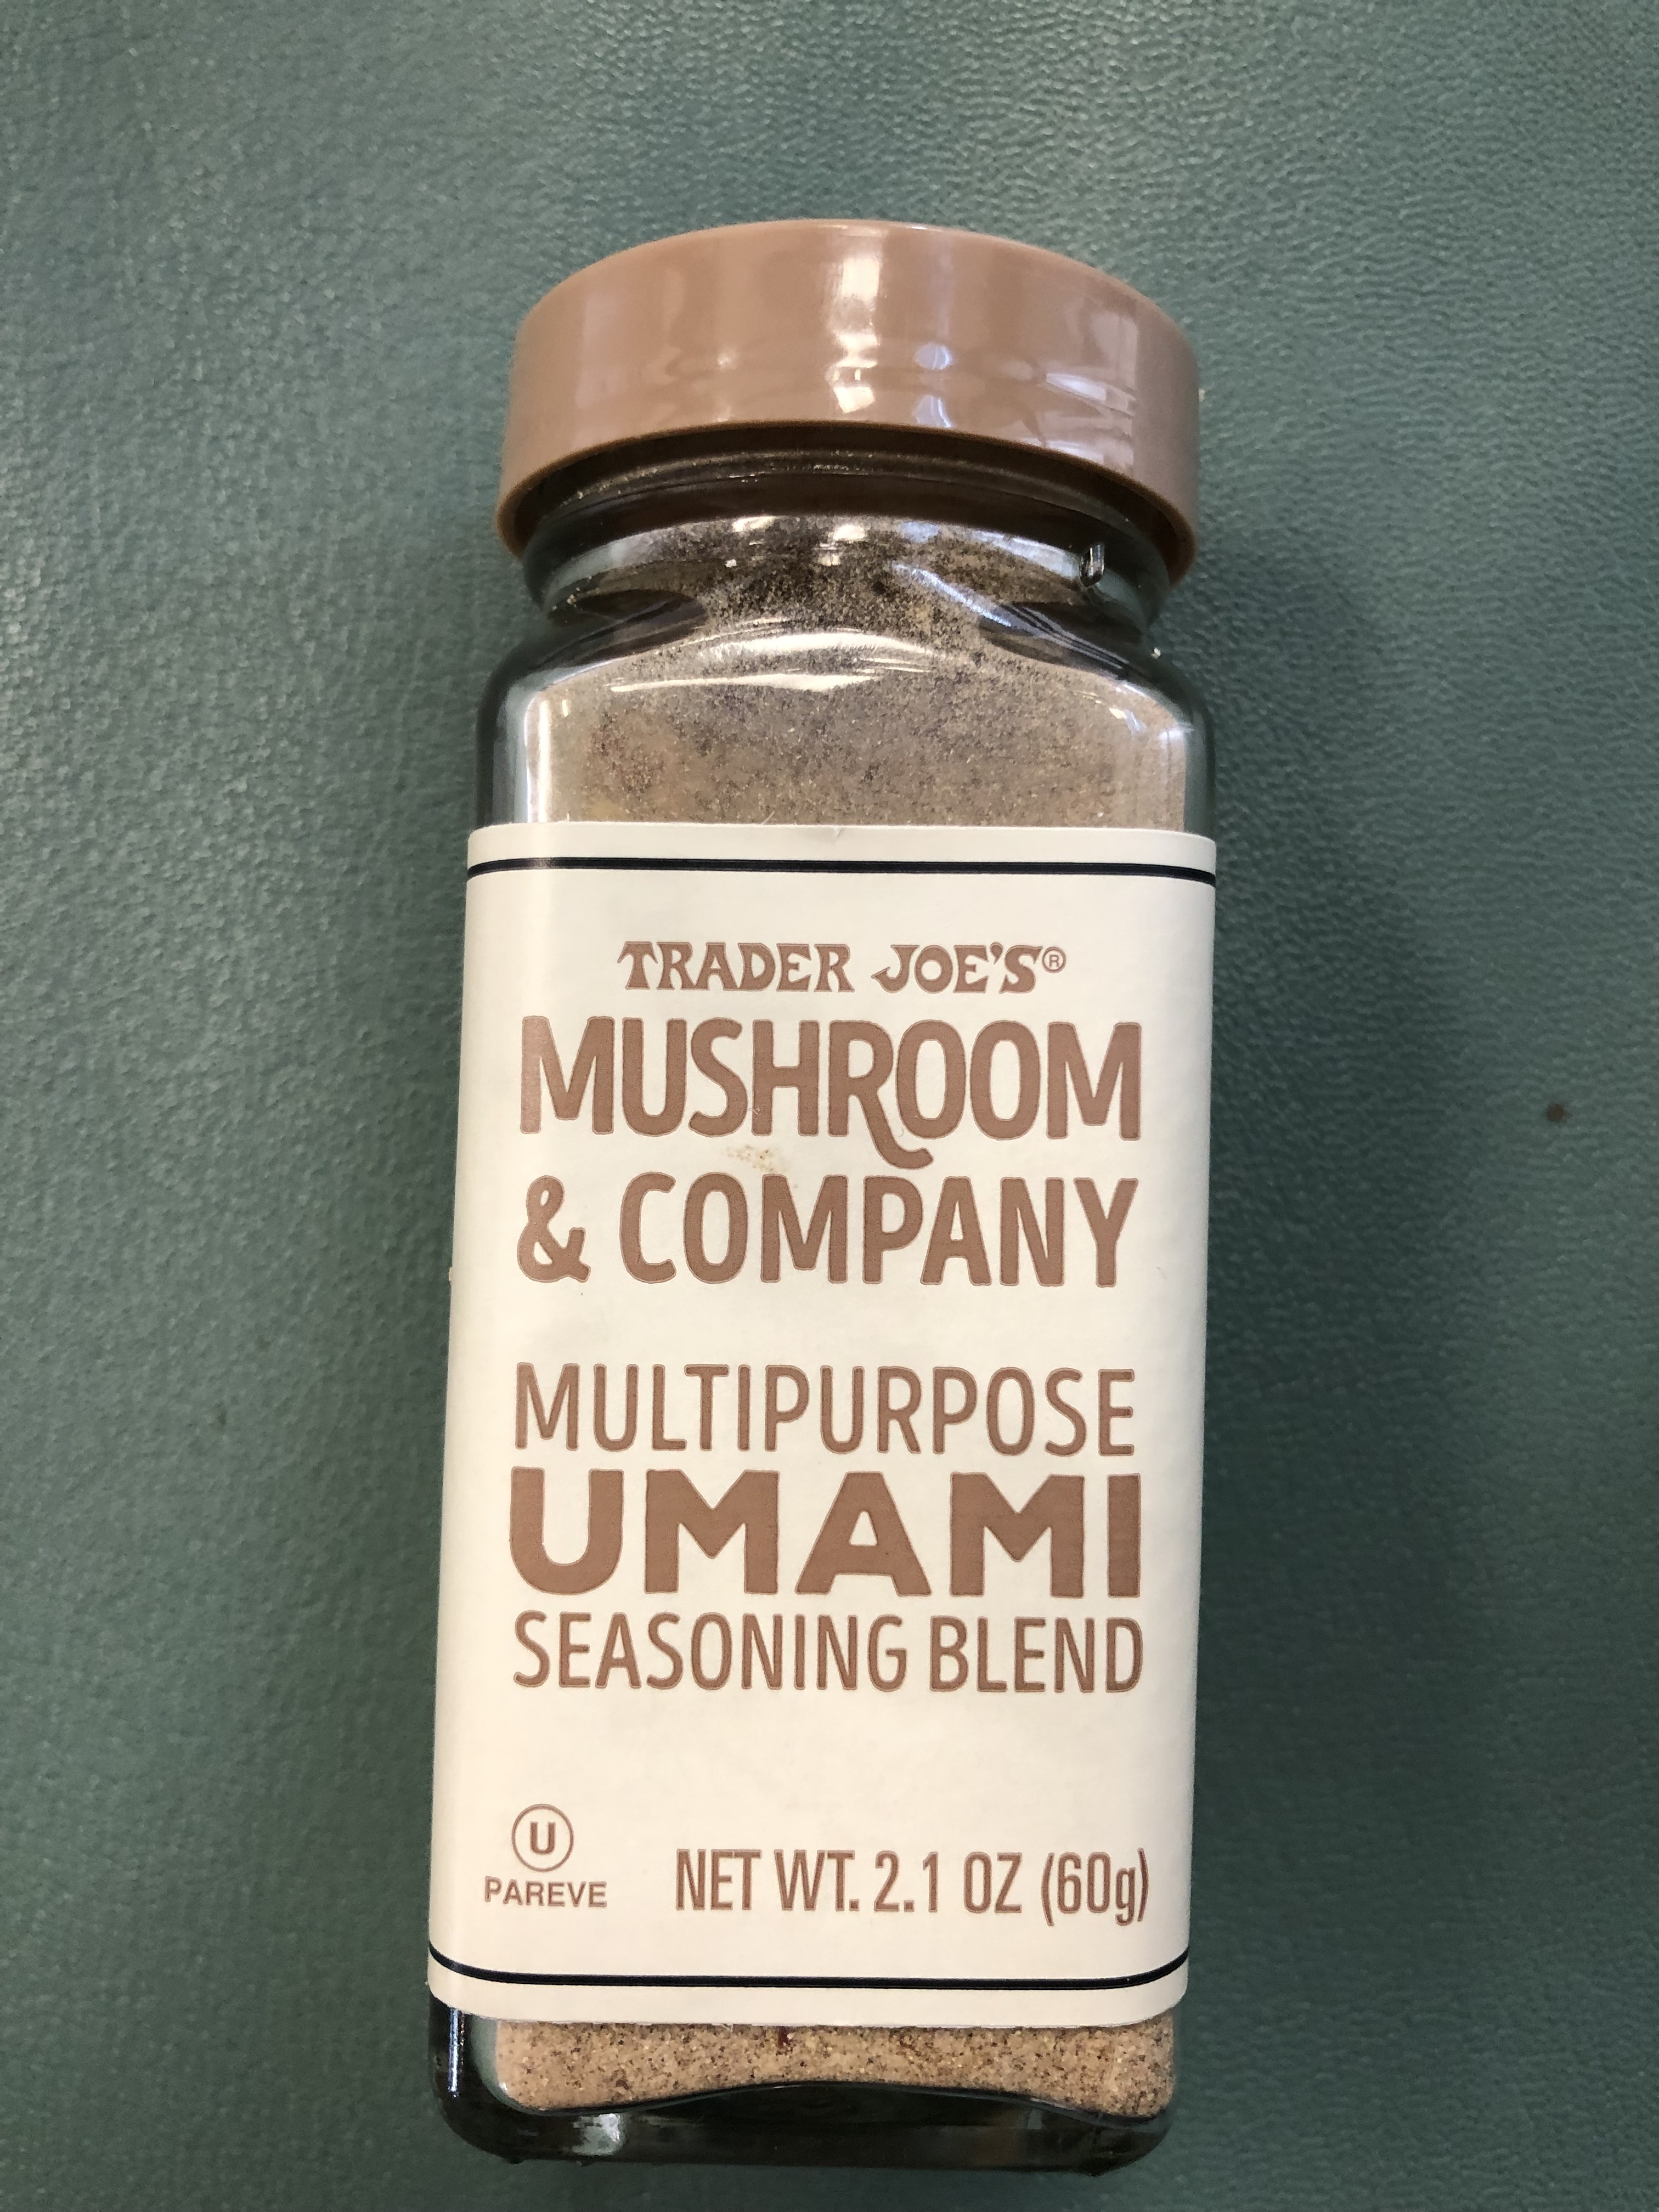 TRADER JOE'S®
MUSHROOM
& COMPANY
MULTIPURPOSE
UMAMI
SEASONING BLEND
U
PAREVE
NET WT. 2.1 OZ (60g)